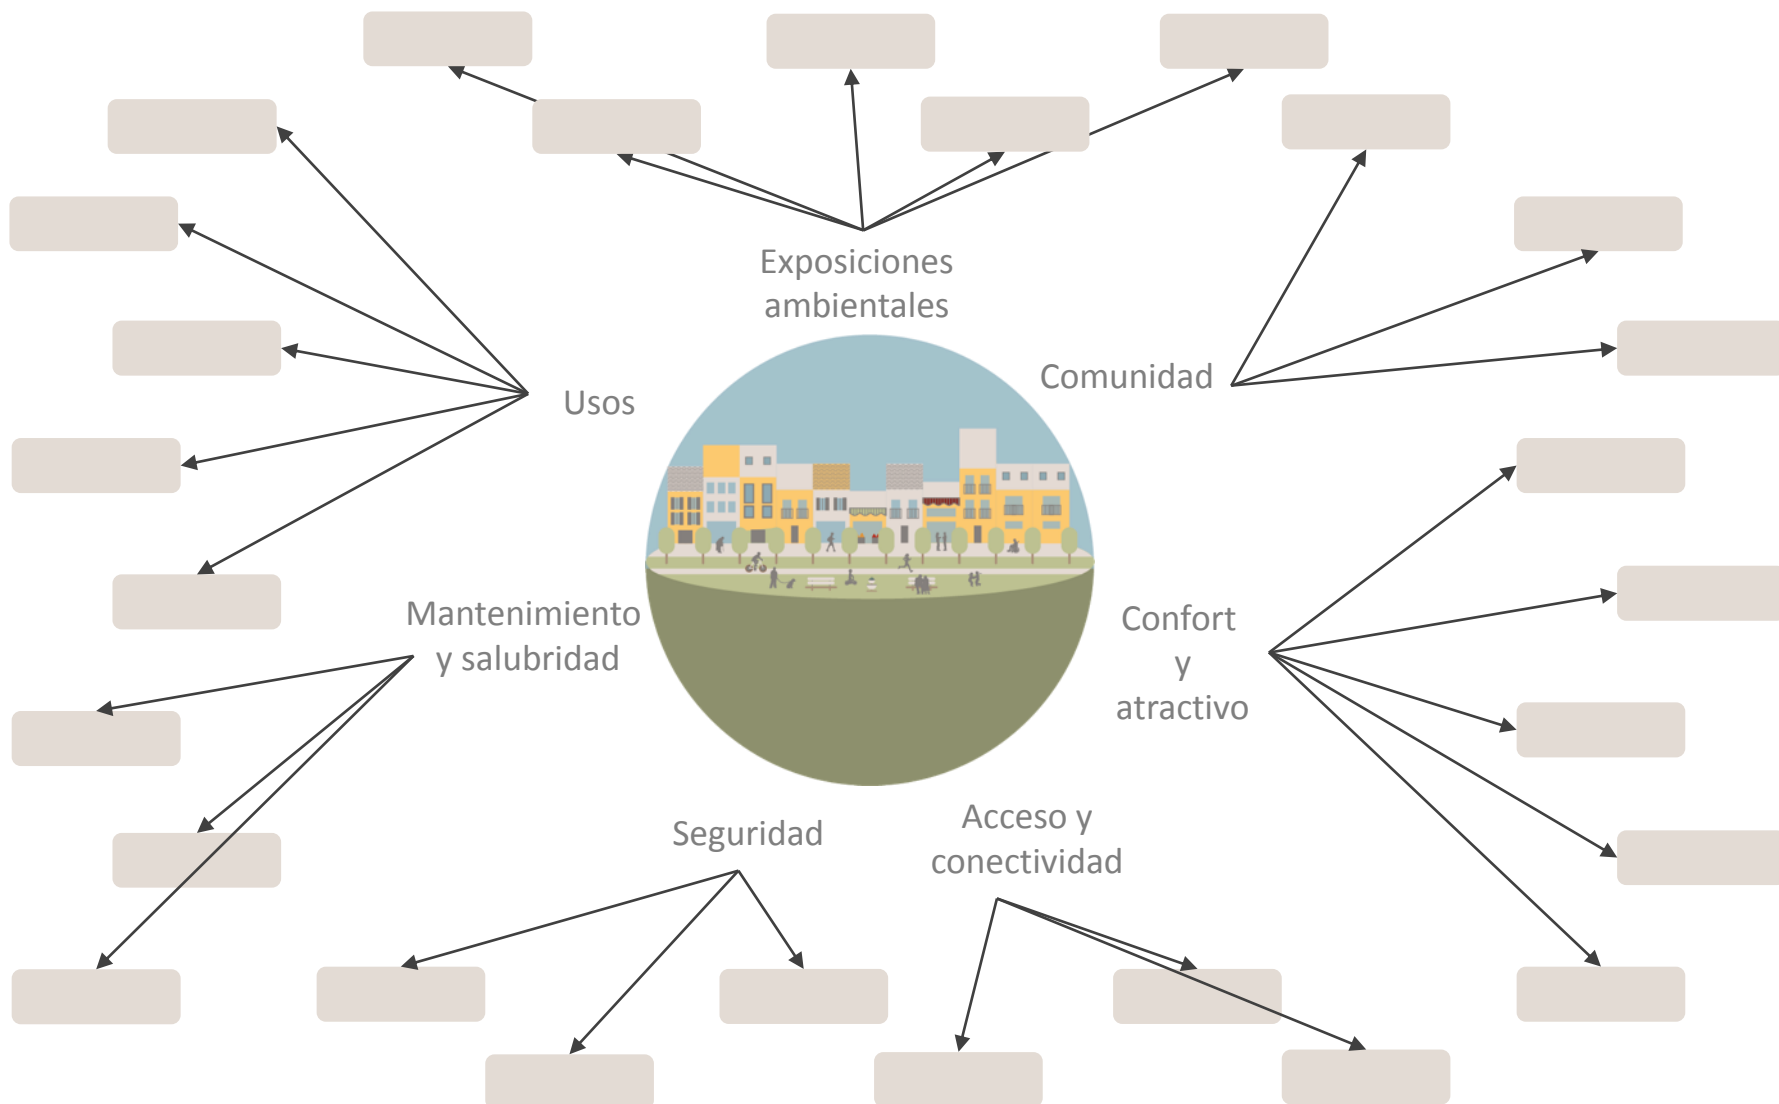 Exposiciones
ambientales
Comunidad
Usos
Mantenimiento
y salubridad
Confort
y
atractivo
Seguridad
Acceso y
conectividad